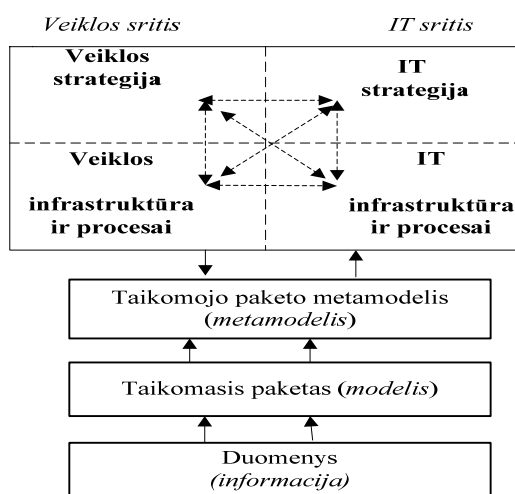 Veiklos sritis IT sritis
Veiklos IT
strategija strategija
Veiklos IT
infrastruktūra infrastruktūra
ir procesai ir procesai
Taikomojo paketo metamodelis
(metamodelis)
Taikomasis paketas (modelis)
Duomenys
(informacija)